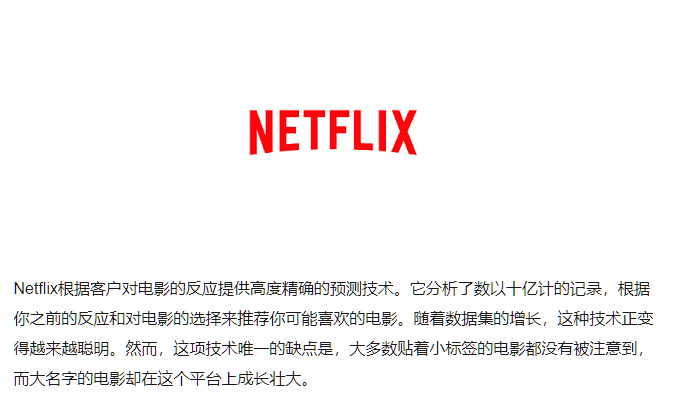 NETFLIX
Netflix根据客户对电影的反应提供高度精确的预测技术。它分析了数以十亿计的记录，根据
你之前的反应和对电影的选择来推荐你可能喜欢的电影。随着数据集的增长，这种技术正变
得越来越聪明。然而，这项技术唯一的缺点是，大多数贴着小标签的电影都没有被注意到，
而大名字的电影却在这个平台上成长壮大。